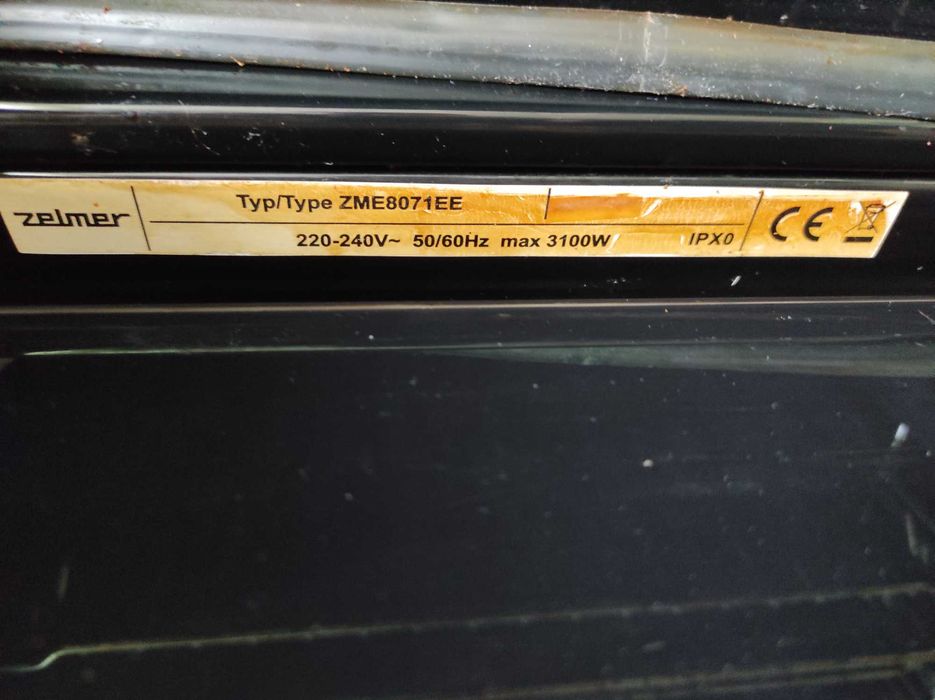 zelmer
Typ/Type ZME8071EE
220-240V~ 50/60Hz max 3100W IPX0
CE